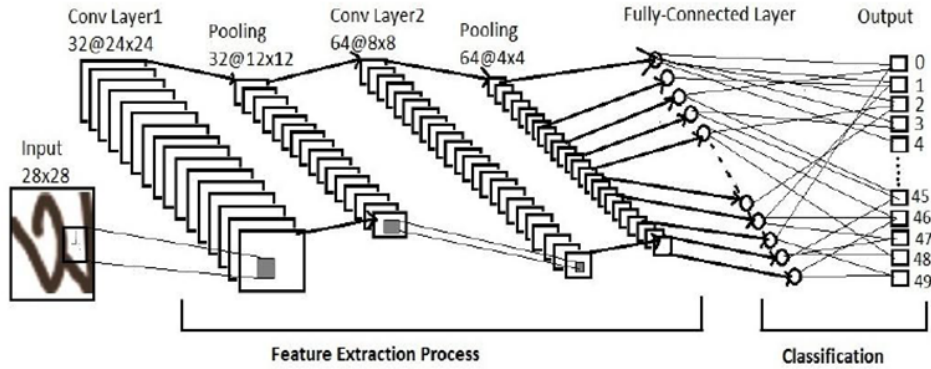 Conv Layer1
32@24x24
Pooling
32@12x12
Conv Layer2
64@8x8
Pooling
64@4x4
Fully-Connected Layer
Output
Input
28x28
0
1
2
3
4
45
46
47
48
49
Feature Extraction Process
Classification